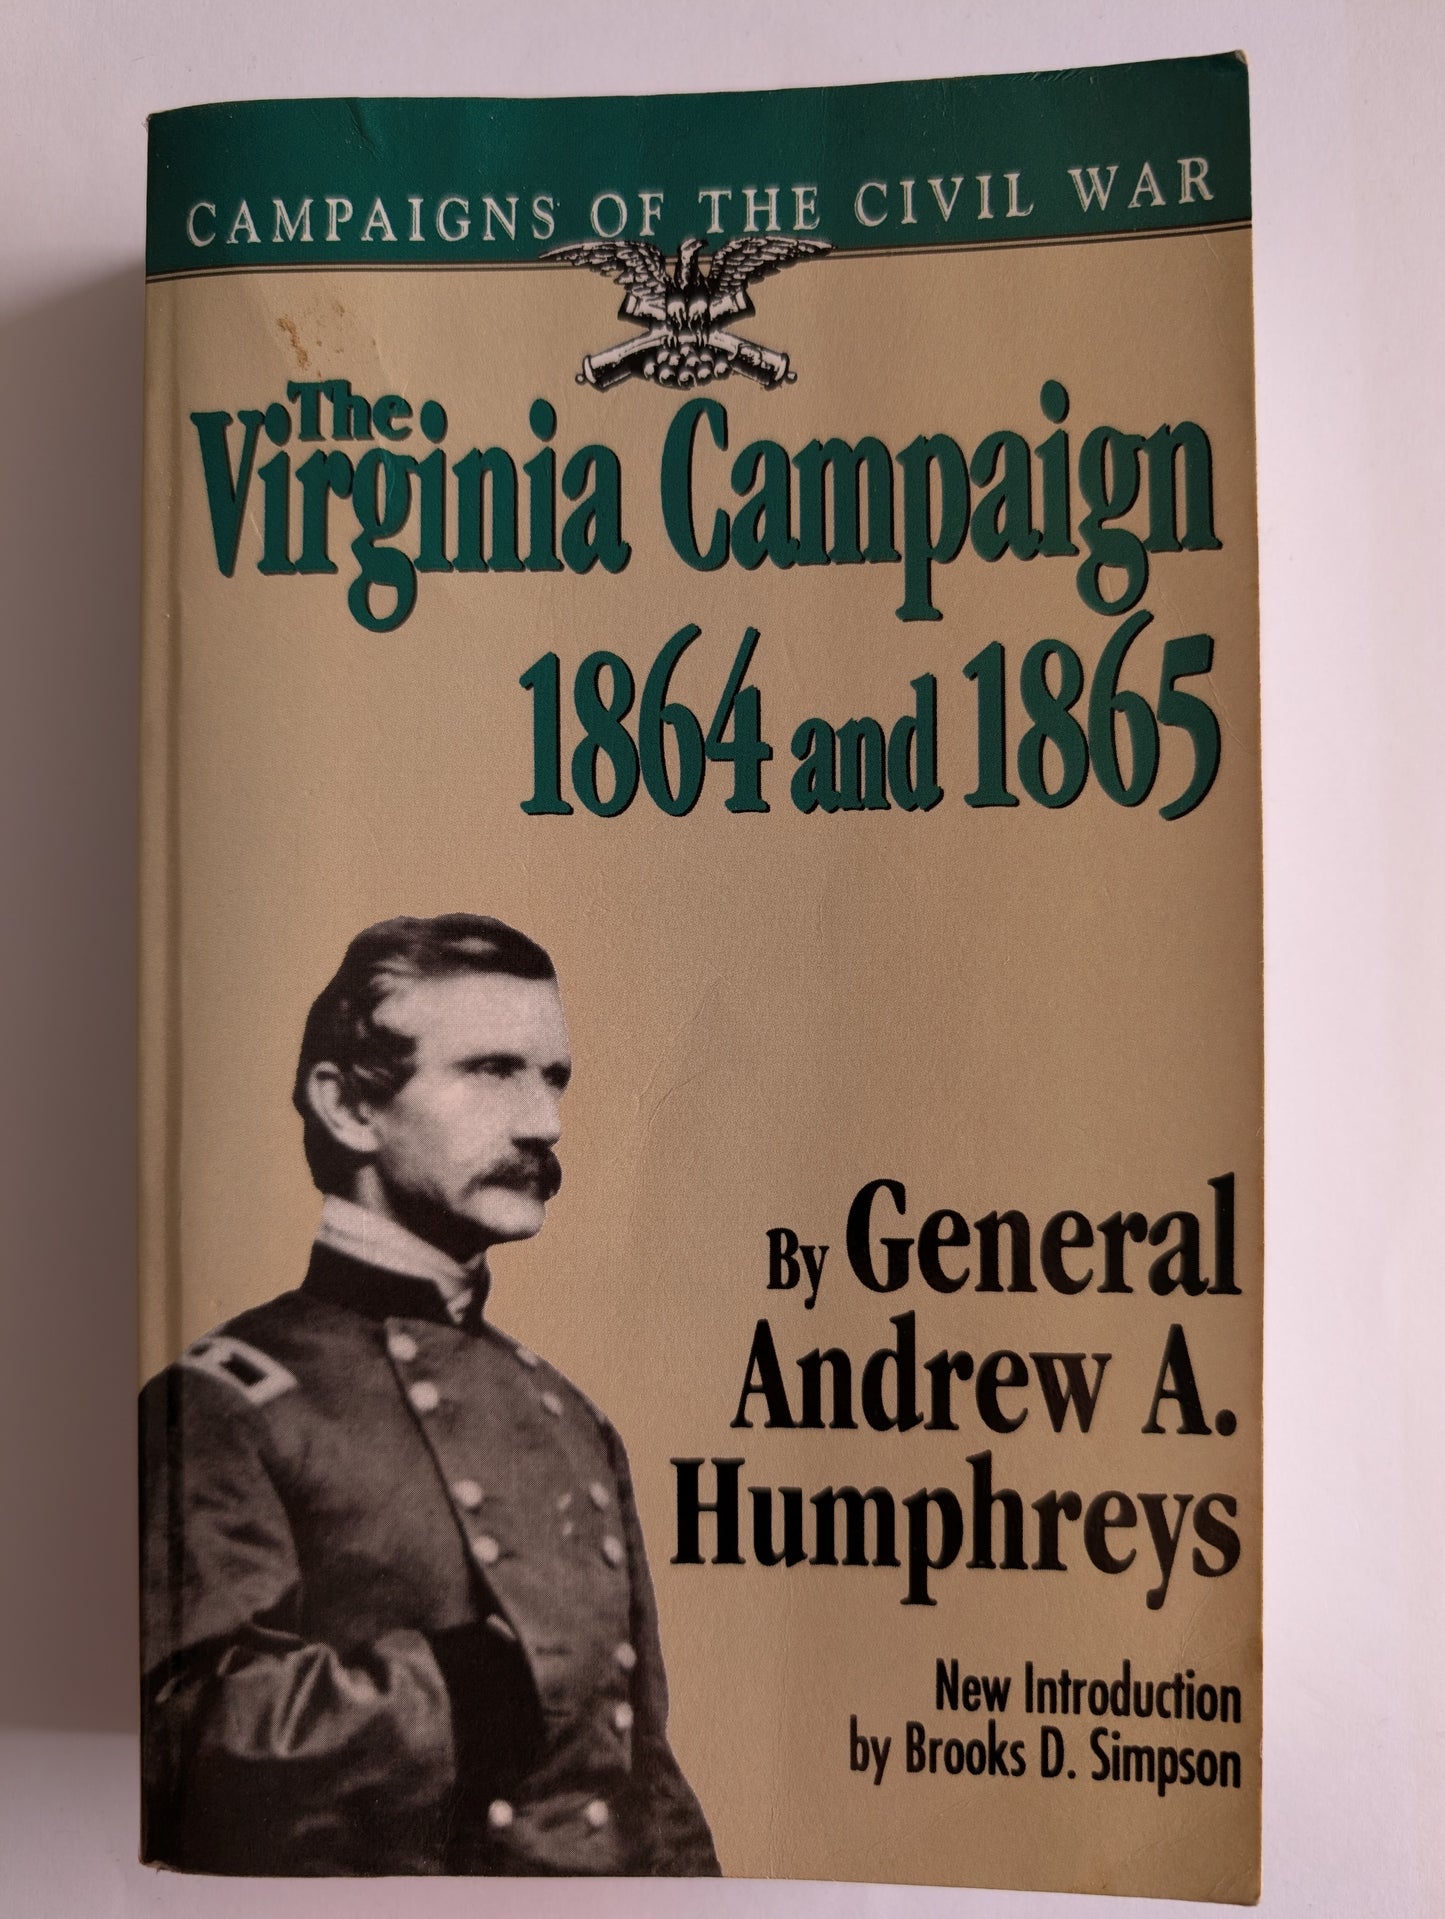 CAMPAIGNS OF THE CIVIL WAR
The
Virginia Campaign
1864 and 1865
By General
Andrew A.
Humphreys
New Introduction
by Brooks D. Simpson